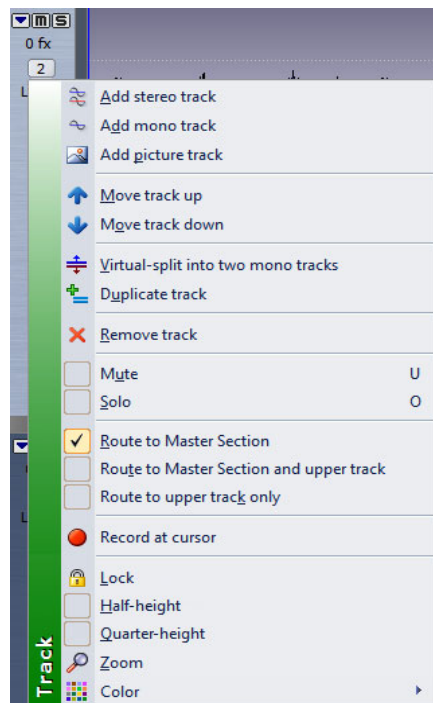 m s
0 fx
2
L
Add stereo track
Add mono track
Add picture track
Move track up
Move track down
Virtual-split into two mono tracks
Duplicate track
Remove track
Mute U
Solo O
Route to Master Section
Route to Master Section and upper track
Route to upper track only
Record at cursor
L
Lock
Half-height
Quarter-height
Zoom
Color
Track